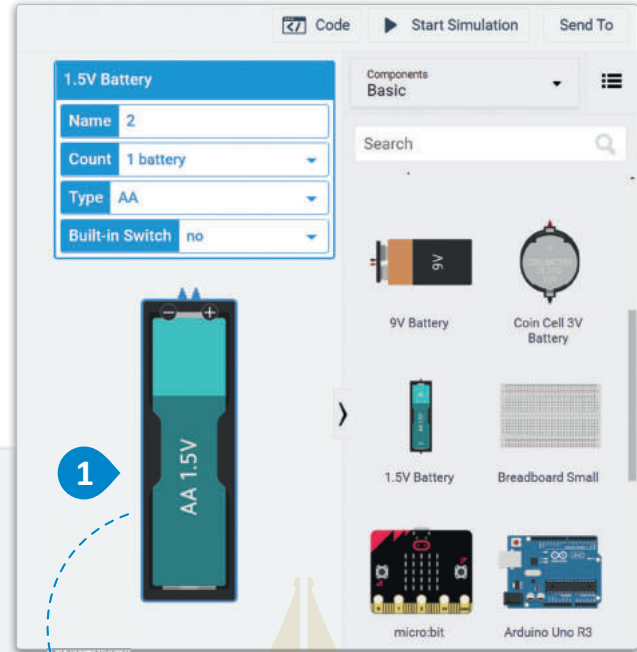 Code
Start Simulation
Send To
1.5V Battery
Name 2
Count 1 battery
Type AA
Built-in Switch no
AA 1.5V
1
Components
Basic
Search
9V
9V Battery
Coin Cell 3V
Battery
1.5V Battery
Breadboard Small
micro:bit
Arduino Uno R3